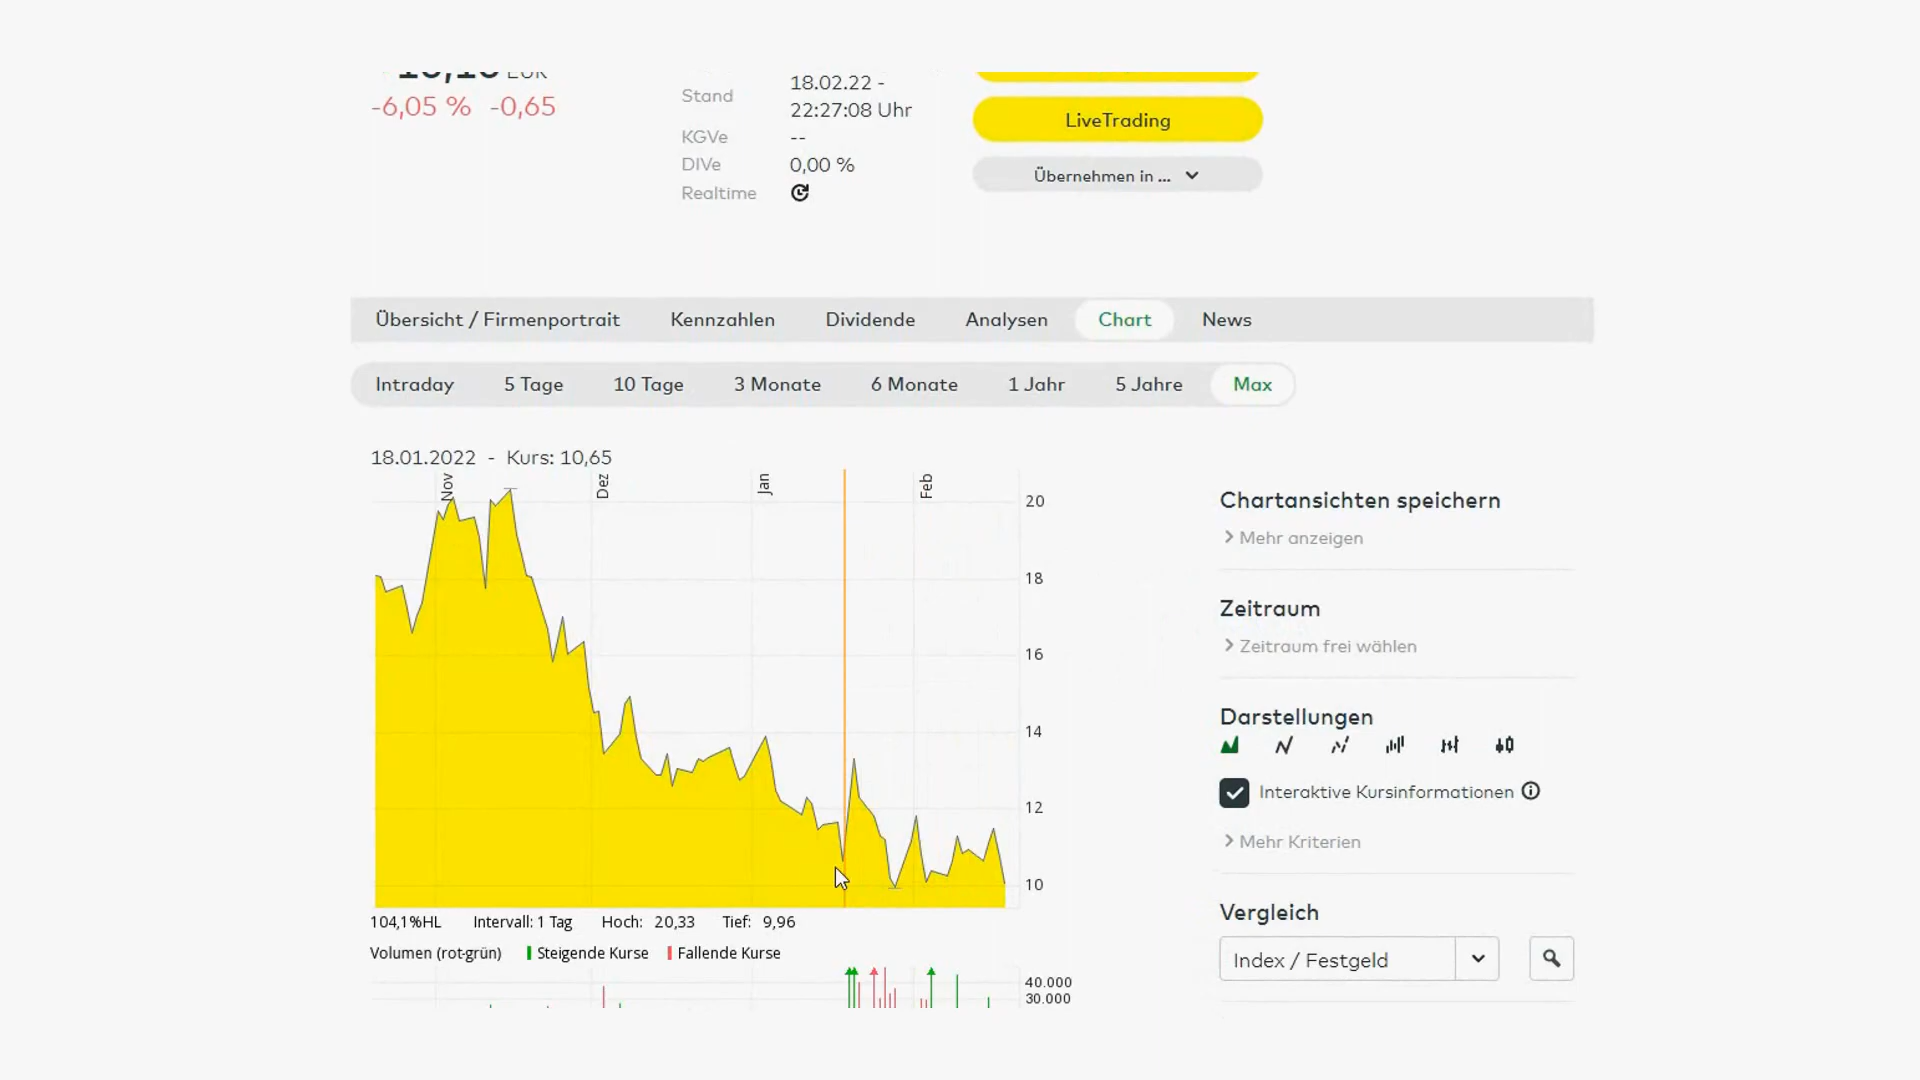 EUR
-6,05 % -0,65
Stand 18.02.22 -
22:27:08 Uhr
KGVe --
DIVe 0,00 %
Realtime
LiveTrading
Übernehmen in ...
Übersicht / Firmenportrait Kennzahlen Dividende Analysen Chart News
Intraday 5 Tage 10 Tage 3 Monate 6 Monate 1 Jahr 5 Jahre Max
18.01.2022 - Kurs: 10,65
Nov Dez Jan Feb
20
18
16
14
12
10
104,1%HL Intervall: 1 Tag Hoch: 20,33 Tief: 9,96
Volumen (rot-grün) Steigende Kurse Fallende Kurse
40.000
30.000
Chartansichten speichern
Mehr anzeigen
Zeitraum
Zeitraum frei wählen
Darstellungen
Interaktive Kursinformationen
Mehr Kriterien
Vergleich
Index / Festgeld